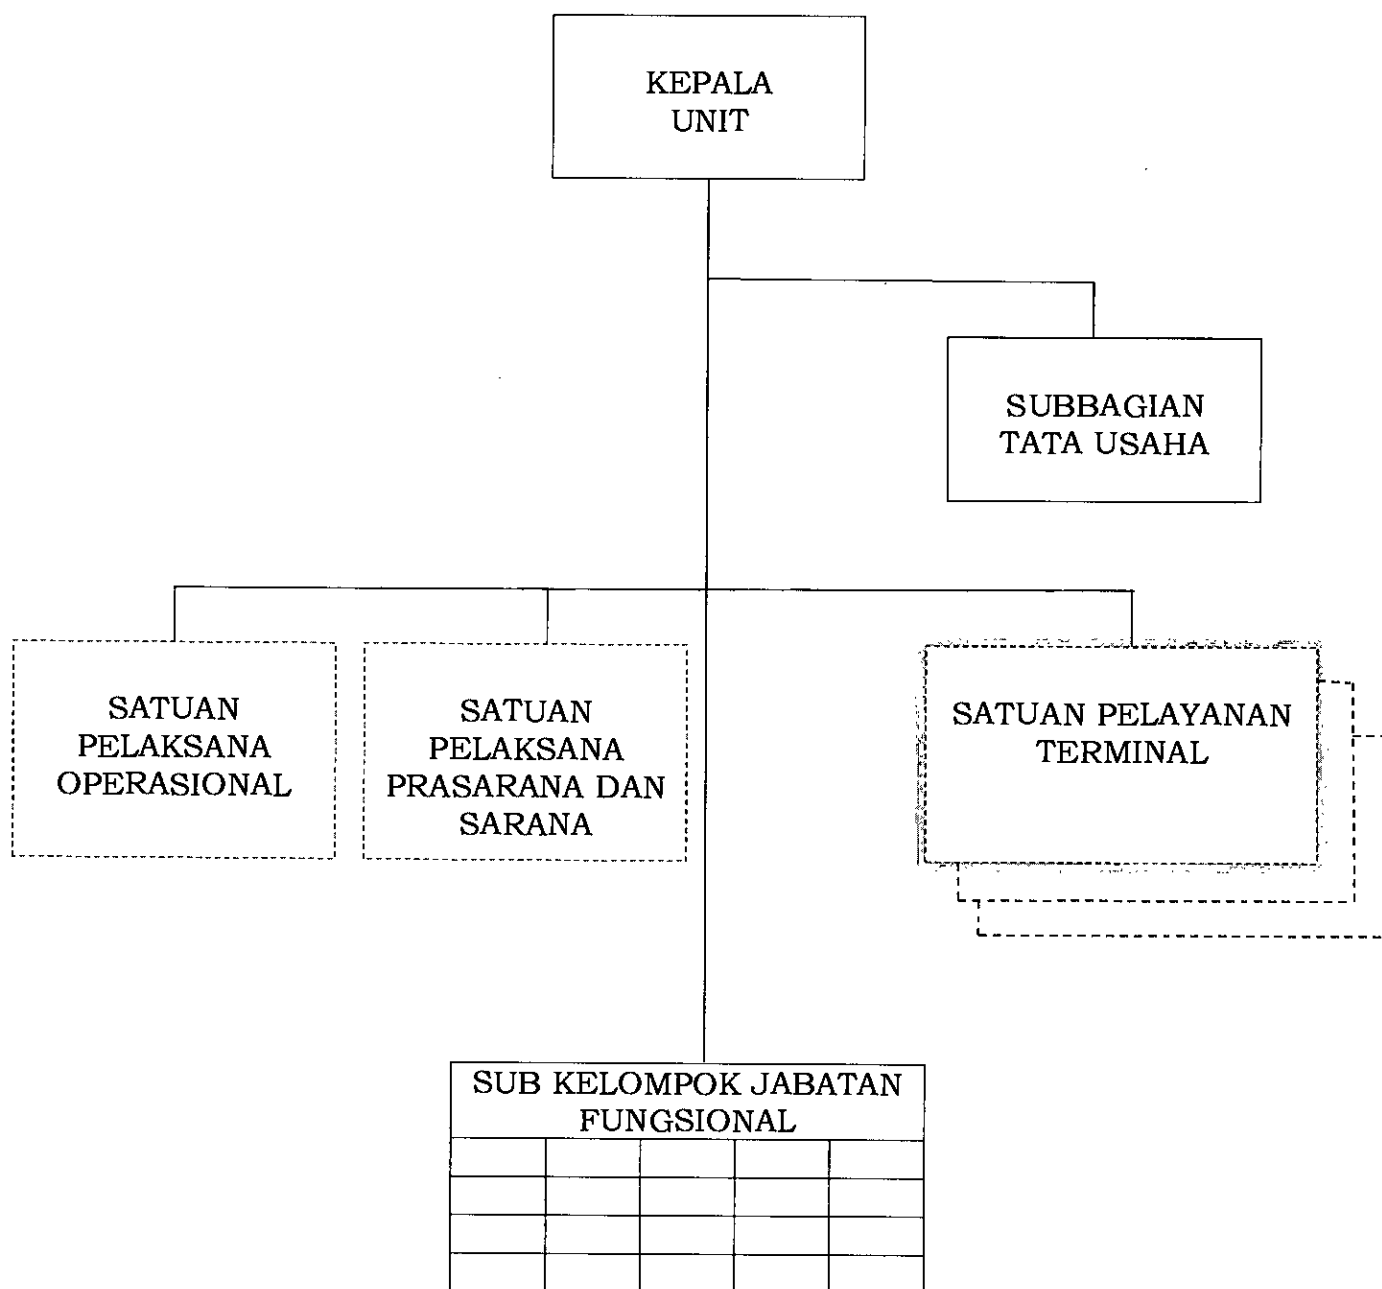 KEPALA
UNIT
SUBBAGIAN
TATA USAHA
SATUAN
PELAKSANA
OPERASIONAL
SATUAN
PELAKSANA
PRASARANA DAN
SARANA
SATUAN PELAYANAN
TERMINAL
SUB KELOMPOK JABATAN
FUNGSIONAL